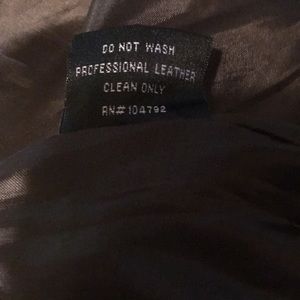 DO NOT WASH
PROFESSIONAL LEATHER
CLEAN ONLY
RN#104792